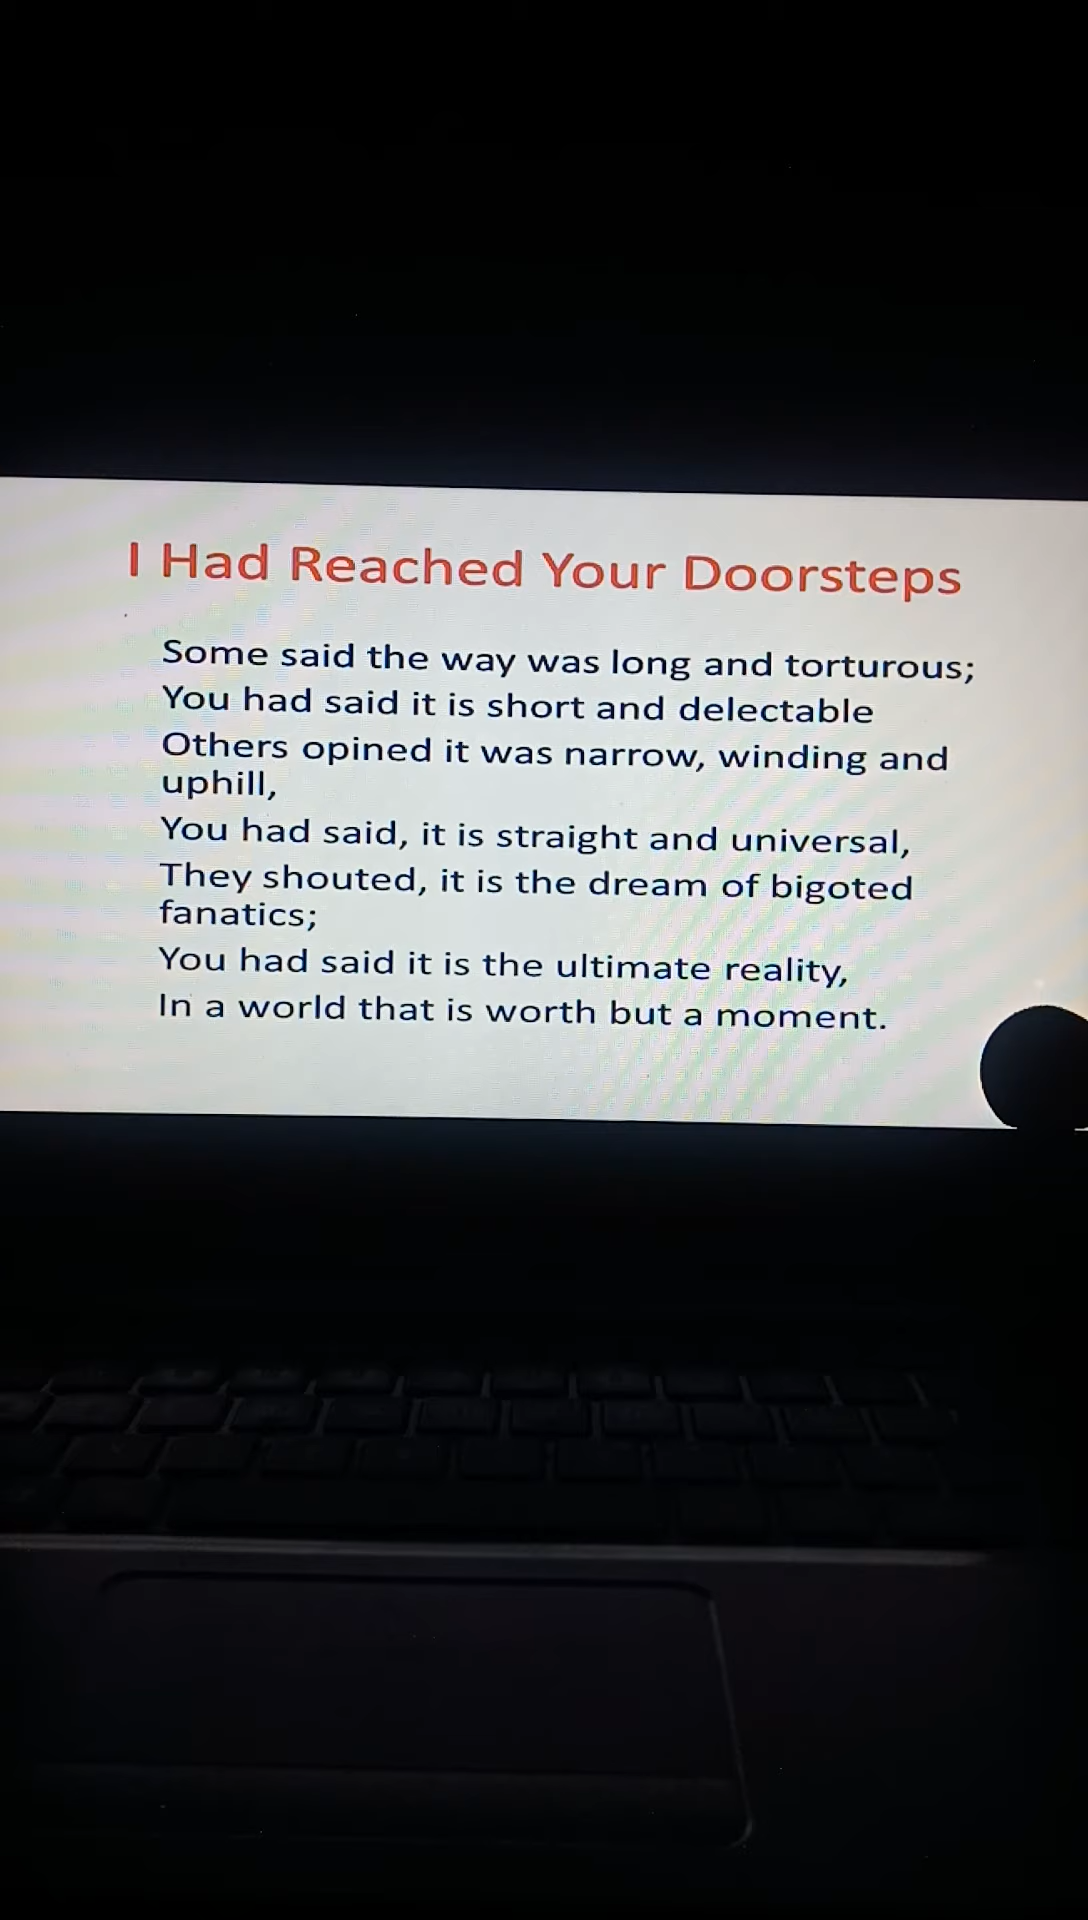 I Had Reached Your Doorsteps
Some said the way was long and torturous;
You had said it is short and delectable
Others opined it was narrow, winding and
uphill,
You had said, it is straight and universal,
They shouted, it is the dream of bigoted
fanatics;
You had said it is the ultimate reality,
In a world that is worth but a moment.